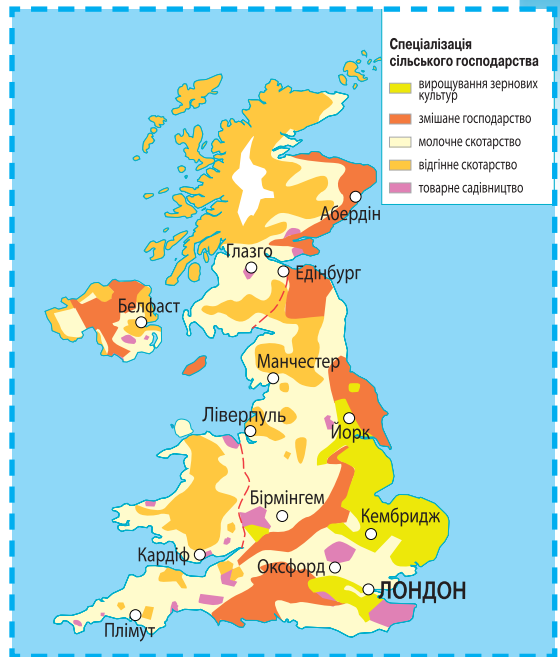 Спеціалізація
сільського господарства
вирощування зернових
культур
змішане господарство
молочне скотарство
відгінне скотарство
товарне садівництво
Абердін
Глазго
Едінбург
Белфаст
Манчестер
Ліверпуль
Йорк
Бірмінгем
Кембридж
Кардіф
Оксфорд
ЛОНДОН
Плімут